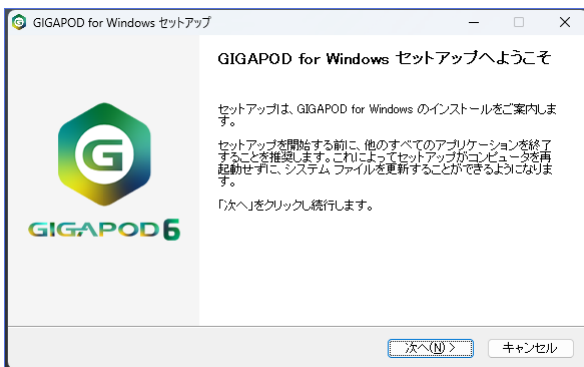 GIGAPOD for Windows セットアップ
GIGAPOD for Windows セットアップへようこそ
セットアップは、GIGAPOD for Windows のインストールをご案内しま
す。
セットアップを開始する前に、他のすべてのアプリケーションを終了
することを推奨します。これによってセットアップがコンピュータを再
起動せずに、システム ファイルを更新することができるようになりま
す。
「次へ」をクリックし続行します。
G
GIGAPOD 6
次へ(N) >
キャンセル